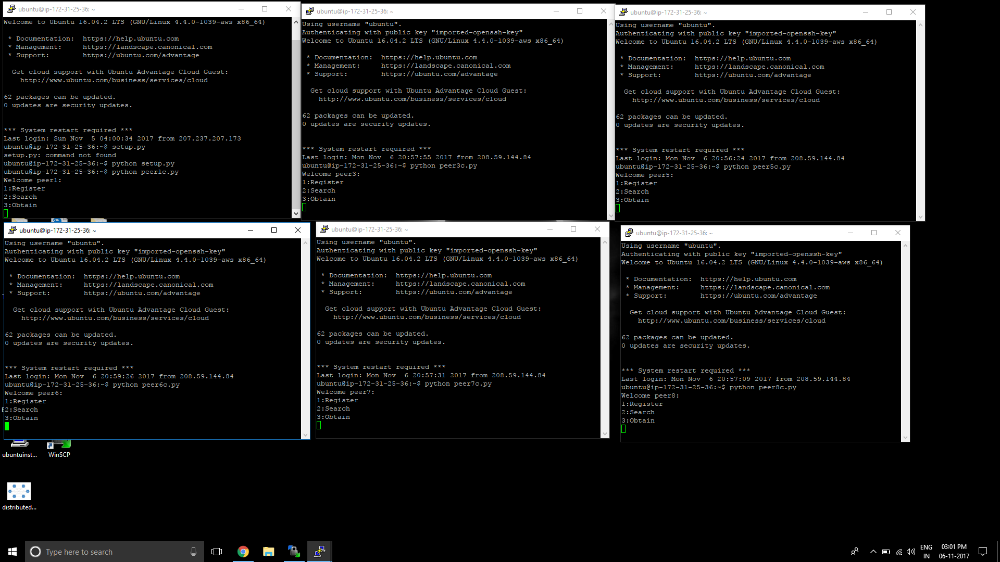 ubuntu@ip-172-31-25-36: ~
Welcome to Ubuntu 16.04.2 LTS (GNU/Linux 4.4.0-1039-aws x86_64)
* Documentation:  https://help.ubuntu.com
* Management:     https://landscape.canonical.com
* Support:        https://ubuntu.com/advantage
Get cloud support with Ubuntu Advantage Cloud Guest:
http://www.ubuntu.com/business/services/cloud
62 packages can be updated.
0 updates are security updates.
*** System restart required ***
Last login: Sun Nov  5 04:00:34 2017 from 207.237.207.173
ubuntu@ip-172-31-25-36:~$ setup.py
setup.py: command not found
ubuntu@ip-172-31-25-36:~$ python setup.py
ubuntu@ip-172-31-25-36:~$ python peer1c.py
Welcome peer1:
1:Register
2:Search
3:Obtain
ubuntu@ip-172-31-25-36: ~
Using username "ubuntu".
Authenticating with public key "imported-openssh-key"
Welcome to Ubuntu 16.04.2 LTS (GNU/Linux 4.4.0-1039-aws x86_64)
* Documentation:  https://help.ubuntu.com
* Management:     https://landscape.canonical.com
* Support:        https://ubuntu.com/advantage
Get cloud support with Ubuntu Advantage Cloud Guest:
http://www.ubuntu.com/business/services/cloud
62 packages can be updated.
0 updates are security updates.
*** System restart required ***
Last login: Mon Nov  6 20:57:55 2017 from 208.59.144.84
ubuntu@ip-172-31-25-36:~$ python peer3c.py
Welcome peer3:
1:Register
2:Search
3:Obtain
ubuntu@ip-172-31-25-36: ~
Using username "ubuntu".
Authenticating with public key "imported-openssh-key"
Welcome to Ubuntu 16.04.2 LTS (GNU/Linux 4.4.0-1039-aws x86_64)
* Documentation:  https://help.ubuntu.com
* Management:     https://landscape.canonical.com
* Support:        https://ubuntu.com/advantage
Get cloud support with Ubuntu Advantage Cloud Guest:
http://www.ubuntu.com/business/services/cloud
62 packages can be updated.
0 updates are security updates.
*** System restart required ***
Last login: Mon Nov  6 20:56:24 2017 from 208.59.144.84
ubuntu@ip-172-31-25-36:~$ python peer5c.py
Welcome peer5:
1:Register
2:Search
3:Obtain
ubuntu@ip-172-31-25-36: ~
Using username "ubuntu".
Authenticating with public key "imported-openssh-key"
Welcome to Ubuntu 16.04.2 LTS (GNU/Linux 4.4.0-1039-aws x86_64)
* Documentation:  https://help.ubuntu.com
* Management:     https://landscape.canonical.com
* Support:        https://ubuntu.com/advantage
Get cloud support with Ubuntu Advantage Cloud Guest:
http://www.ubuntu.com/business/services/cloud
62 packages can be updated.
0 updates are security updates.
*** System restart required ***
Last login: Mon Nov  6 20:59:26 2017 from 208.59.144.84
ubuntu@ip-172-31-25-36:~$ python peer6c.py
Welcome peer6:
1:Register
2:Search
3:Obtain
ubuntu@ip-172-31-25-36: ~
Using username "ubuntu".
Authenticating with public key "imported-openssh-key"
Welcome to Ubuntu 16.04.2 LTS (GNU/Linux 4.4.0-1039-aws x86_64)
* Documentation:  https://help.ubuntu.com
* Management:     https://landscape.canonical.com
* Support:        https://ubuntu.com/advantage
Get cloud support with Ubuntu Advantage Cloud Guest:
http://www.ubuntu.com/business/services/cloud
62 packages can be updated.
0 updates are security updates.
*** System restart required ***
Last login: Mon Nov  6 20:57:31 2017 from 208.59.144.84
ubuntu@ip-172-31-25-36:~$ python peer7c.py
Welcome peer7:
1:Register
2:Search
3:Obtain
ubuntu@ip-172-31-25-36: ~
Using username "ubuntu".
Authenticating with public key "imported-openssh-key"
Welcome to Ubuntu 16.04.2 LTS (GNU/Linux 4.4.0-1039-aws x86_64)
* Documentation:  https://help.ubuntu.com
* Management:     https://landscape.canonical.com
* Support:        https://ubuntu.com/advantage
Get cloud support with Ubuntu Advantage Cloud Guest:
http://www.ubuntu.com/business/services/cloud
62 packages can be updated.
0 updates are security updates.
*** System restart required ***
Last login: Mon Nov  6 20:57:09 2017 from 208.59.144.84
ubuntu@ip-172-31-25-36:~$ python peer8c.py
Welcome peer8:
1:Register
2:Search
3:Obtain
ubuntuinst...
WinSCP
distributed...
Type here to search
ENG
IN
03:01 PM
06-11-2017